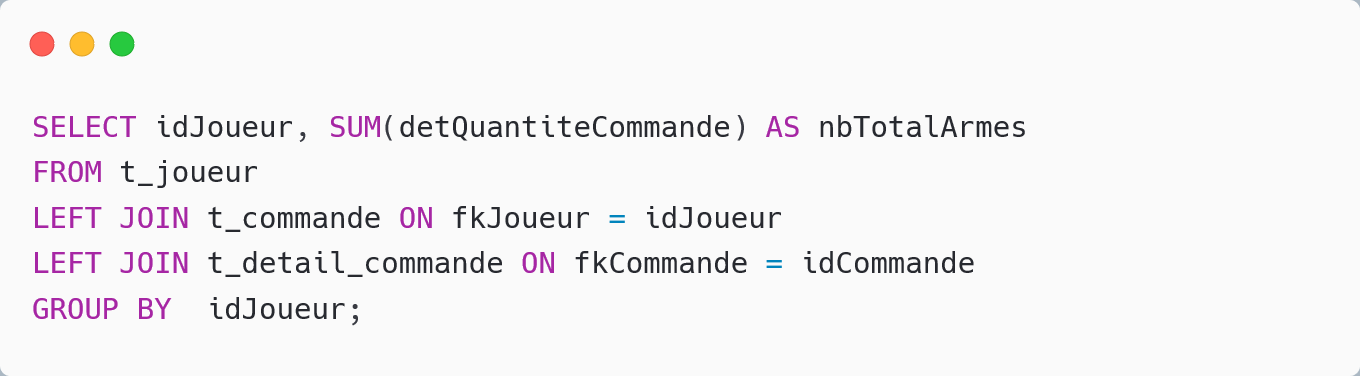 SELECT idJoueur, SUM(detQuantiteCommande) AS nbTotalArmes
FROM t_joueur
LEFT JOIN t_commande ON fkJoueur = idJoueur
LEFT JOIN t_detail_commande ON fkCommande = idCommande
GROUP BY  idJoueur;